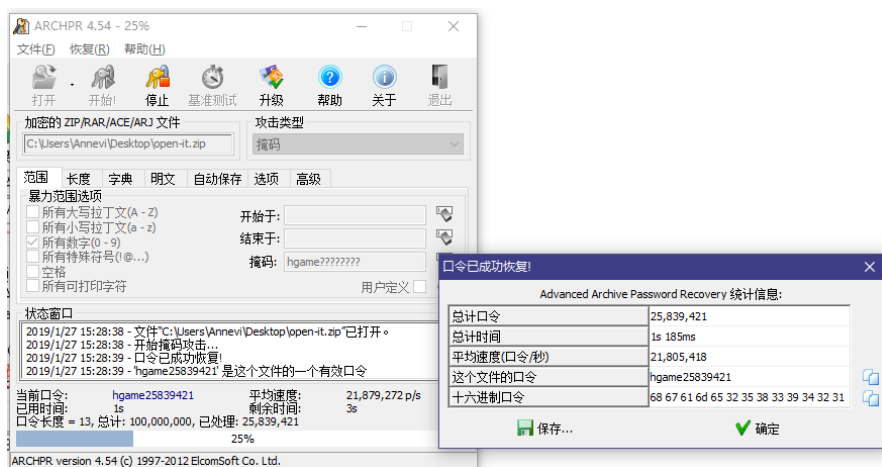 ARCHPR 4.54 - 25%
文件(F) 恢复(R) 帮助(H)
打开 开始! 停止 基准测试 升级 帮助 关于 退出
加密的 ZIP/RAR/ACE/ARJ 文件 攻击类型
C:\Users\Annevi\Desktop\open-it.zip 掩码
范围 长度 字典 明文 自动保存 选项 高级
暴力范围选项
所有大写拉丁文(A - Z) 开始于:
所有小写拉丁文(a - z)
所有数字(0 - 9) 结束于:
所有特殊符号(!@...) 掩码: hgame????????
空格
所有可打印字符 用户定义
状态窗口
2019/1/27 15:28:38 - 文件"C:\Users\Annevi\Desktop\open-it.zip"已打开。
2019/1/27 15:28:38 - 开始掩码攻击...
2019/1/27 15:28:39 - 口令已成功恢复!
2019/1/27 15:28:39 - 'hgame25839421' 是这个文件的一个有效口令
当前口令: hgame25839421 平均速度: 21,879,272 p/s
已用时间: 1s 剩余时间: 3s
口令长度 = 13, 总计: 100,000,000, 已处理: 25,839,421
25%
ARCHPR version 4.54 (c) 1997-2012 ElcomSoft Co. Ltd.
口令已成功恢复!
Advanced Archive Password Recovery 统计信息:
总计口令 25,839,421
总计时间 1s 185ms
平均速度(口令/秒) 21,805,418
这个文件的口令 hgame25839421
十六进制口令 68 67 61 6d 65 32 35 38 33 39 34 32 31
保存... 确定